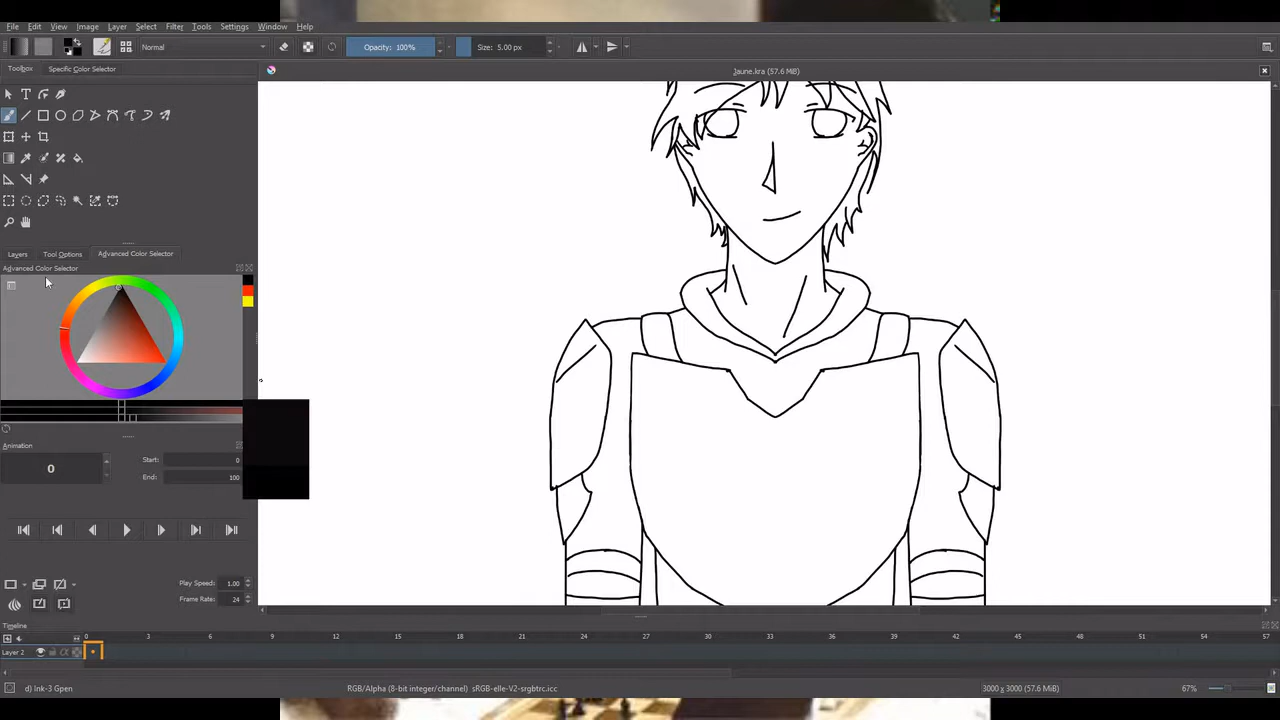 File Edit View Image Layer Select Filter Tools Settings Window Help
Normal Opacity: 100% Size: 5.00 px
Toolbox Specific Color Selector
Jaune.kra (57.6 MiB)
Layers Tool Options Advanced Color Selector
Advanced Color Selector
Animation
0 Start: 0
End: 100
Play Speed: 1.00
Frame Rate: 24
Timeline
0 3 6 9 12 15 18 21 24 27 30 33 36 39 42 45 48 51 54 57
Layer 2
d) Ink-3 Gpen RGB/Alpha (8-bit integer/channel) sRGB-elle-V2-srgbtrc.icc 3000 x 3000 (57.6 MiB) 67%